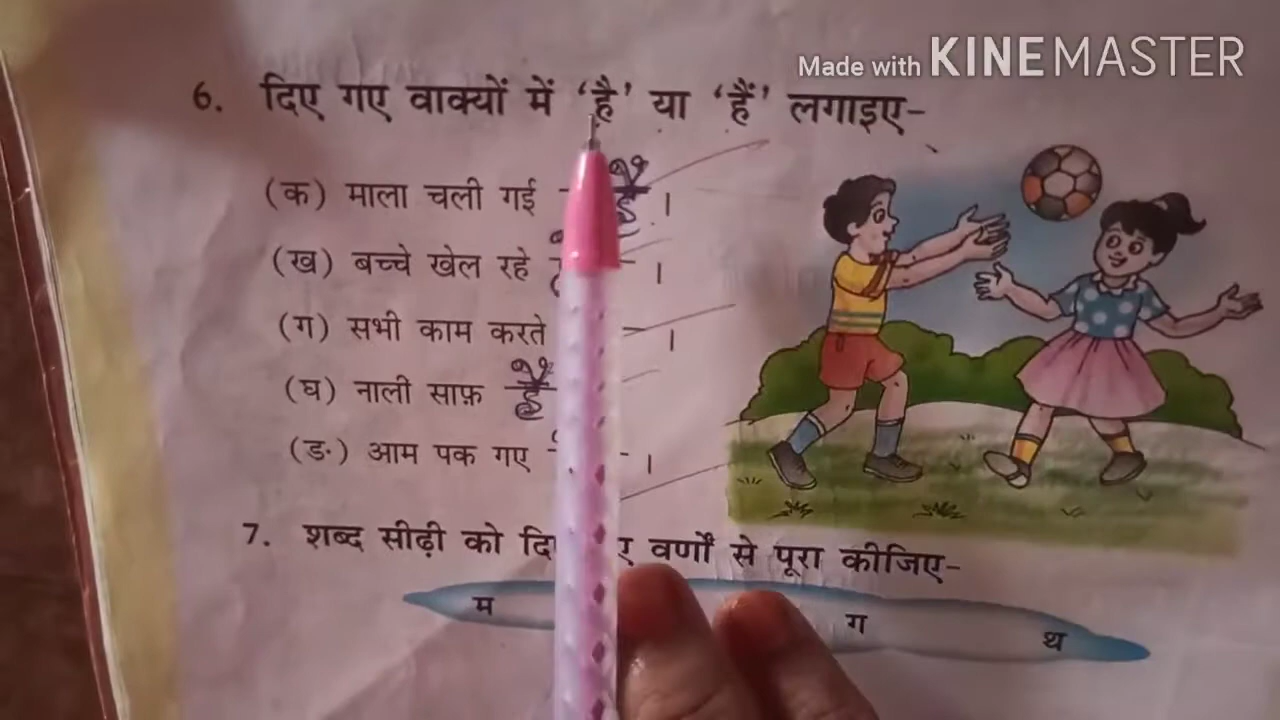 Made with KINEMASTER
6. दिए गए वाक्यों में 'है' या 'हैं' लगाइए-
(क) माला चली गई है ।
(ख) बच्चे खेल रहे ।
(ग) सभी काम करते ।
(घ) नाली साफ़ है
(ङ) आम पक गए ।
7. शब्द सीढ़ी को वर्णों से पूरा कीजिए-
म ग थ